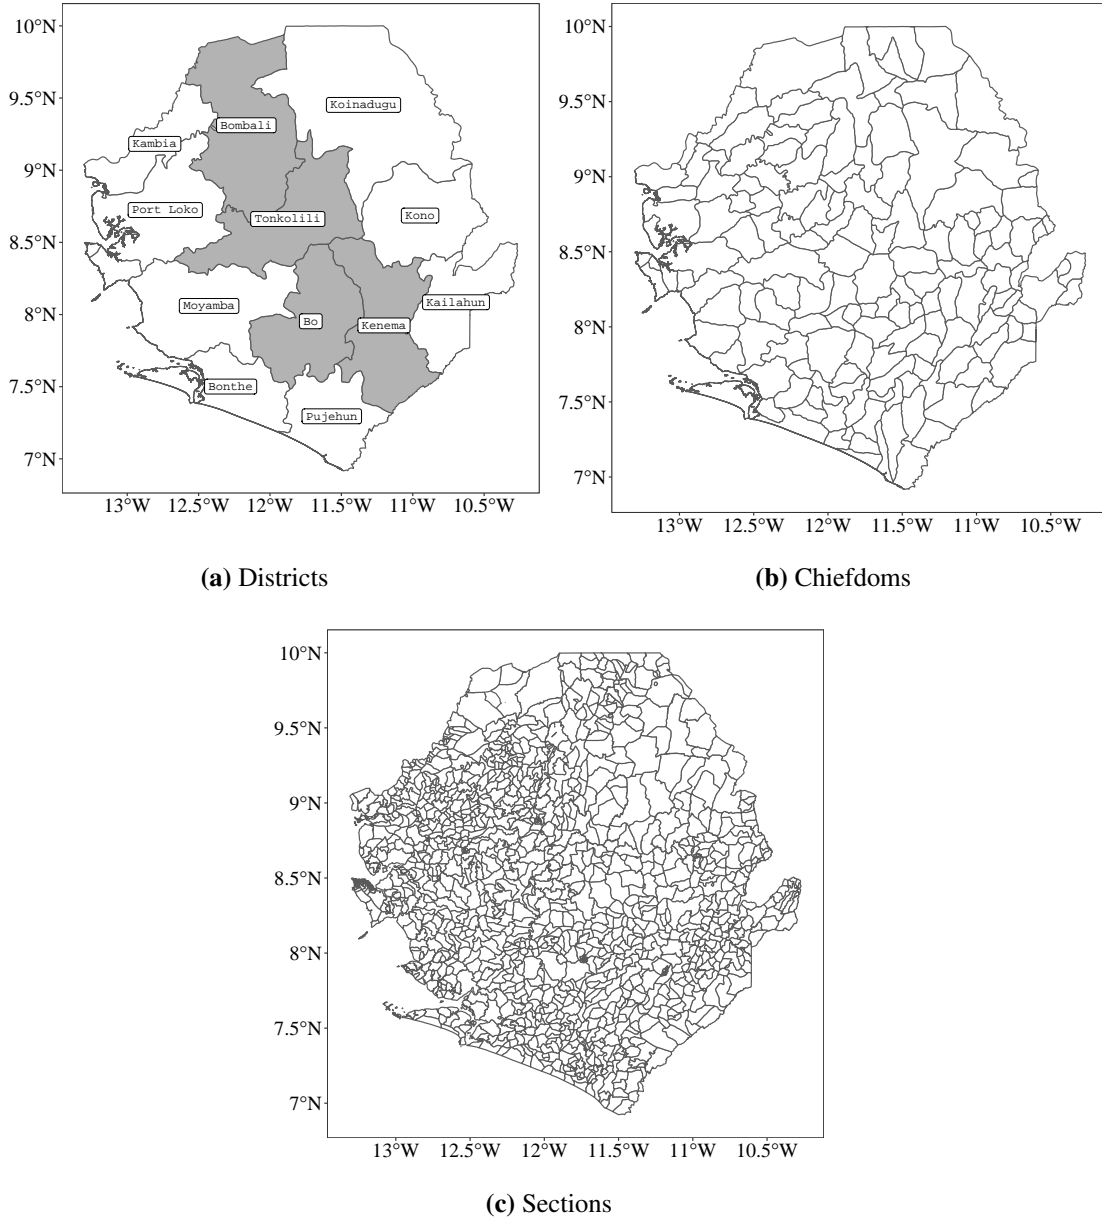 10°N
9.5°N
9°N
8.5°N
8°N
7.5°N
7°N
Koinadugu
Bombali
Kambia
Port Loko
Tonkolili
Kono
Moyamba
Kailahun
Bo
Kenema
Bonthe
Pujehun
13°W 12.5°W 12°W 11.5°W 11°W 10.5°W
(a) Districts
10°N
9.5°N
9°N
8.5°N
8°N
7.5°N
7°N
13°W 12.5°W 12°W 11.5°W 11°W 10.5°W
(b) Chiefdoms
10°N
9.5°N
9°N
8.5°N
8°N
7.5°N
7°N
13°W 12.5°W 12°W 11.5°W 11°W 10.5°W
(c) Sections